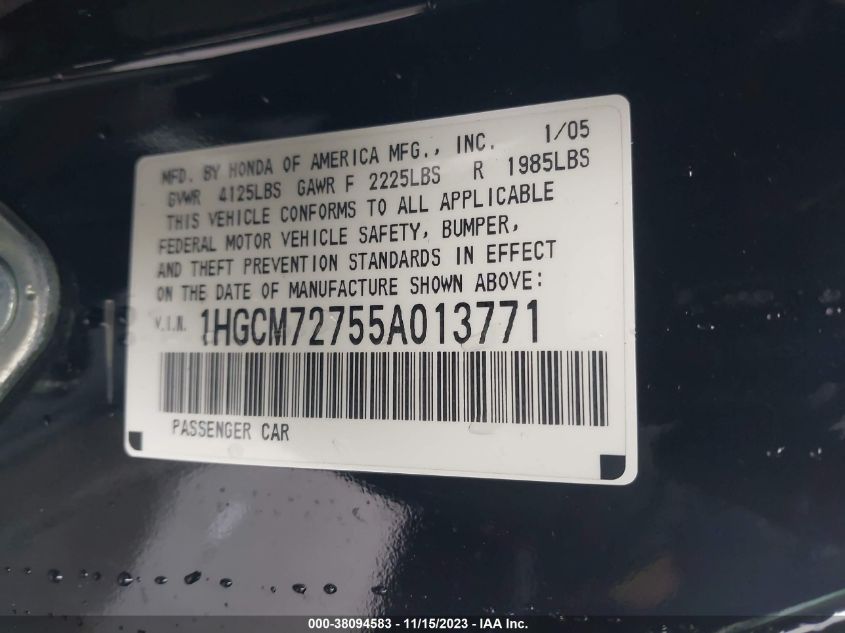 MFD. BY HONDA OF AMERICA MFG., INC. 1/05
GVWR 4125LBS GAWR F 2225LBS R 1985LBS
THIS VEHICLE CONFORMS TO ALL APPLICABLE
FEDERAL MOTOR VEHICLE SAFETY, BUMPER,
AND THEFT PREVENTION STANDARDS IN EFFECT
ON THE DATE OF MANUFACTURE SHOWN ABOVE:
V.I.N. 1HGCM72755A013771
PASSENGER CAR
000-38094583 - 11/15/2023 - IAA Inc.